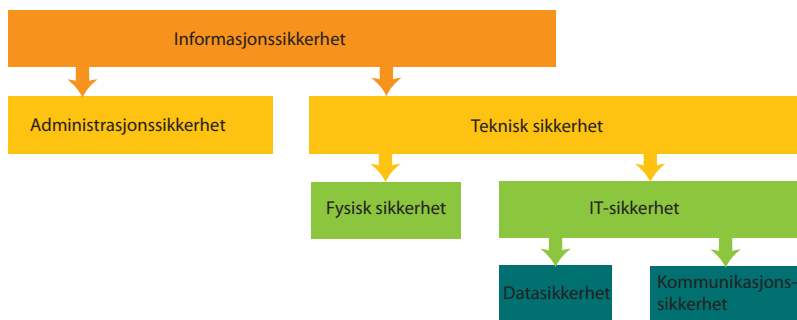 Informasjonssikkerhet
Administrasjonssikkerhet
Teknisk sikkerhet
Fysisk sikkerhet
IT-sikkerhet
Datasikkerhet
Kommunikasjons-
sikkerhet